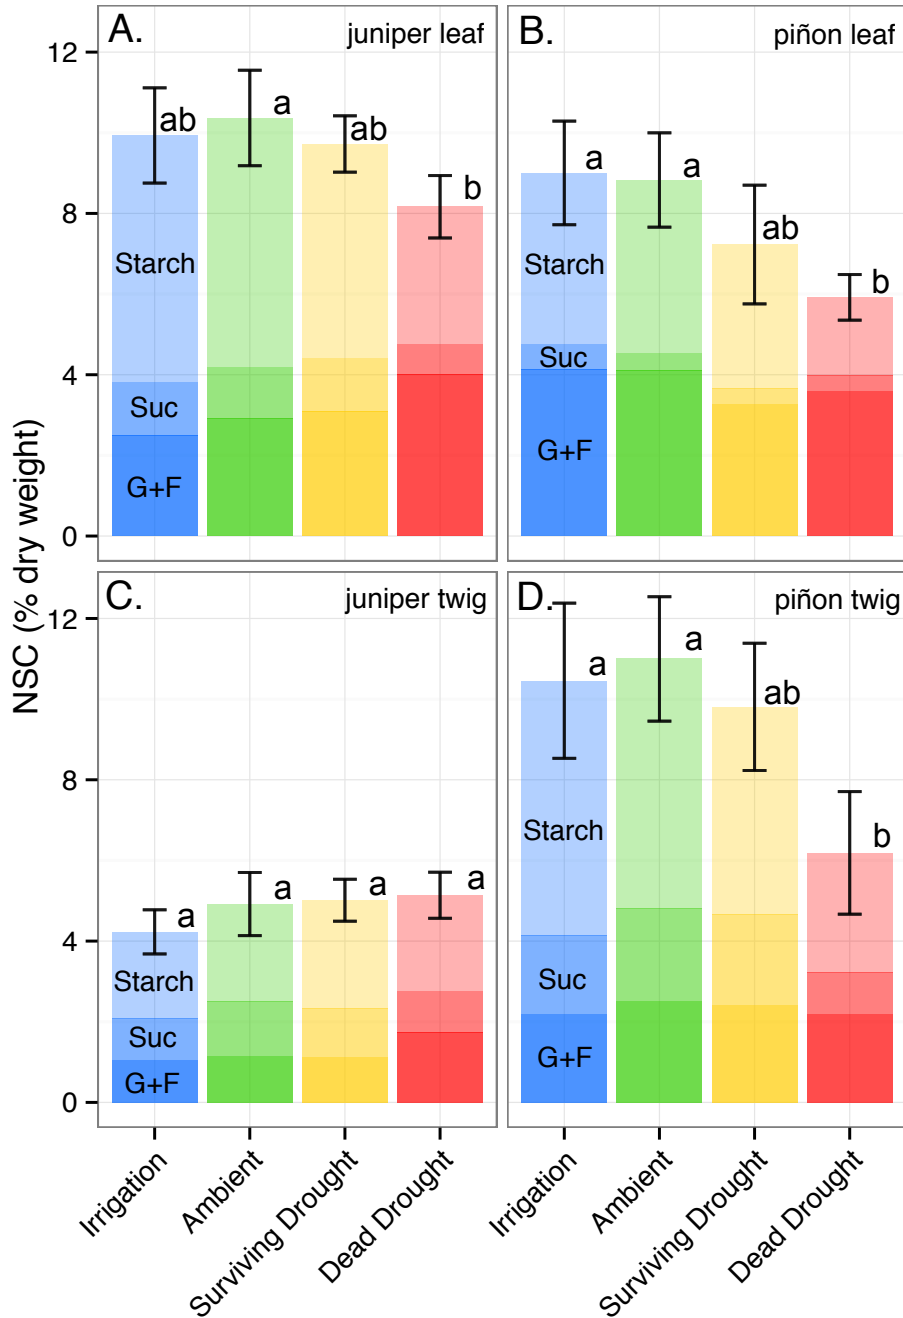 A.
juniper leaf
12
ab
a
ab
b
8
Starch
4
Suc
G+F
0
B.
piñon leaf
a
a
ab
b
Starch
Suc
G+F
NSC (% dry weight)
C.
juniper twig
12
8
4
a
a
a
a
Starch
Suc
G+F
0
D.
piñon twig
a
a
ab
b
Starch
Suc
G+F
Irrigation
Ambient
Surviving Drought
Dead Drought
Irrigation
Ambient
Surviving Drought
Dead Drought